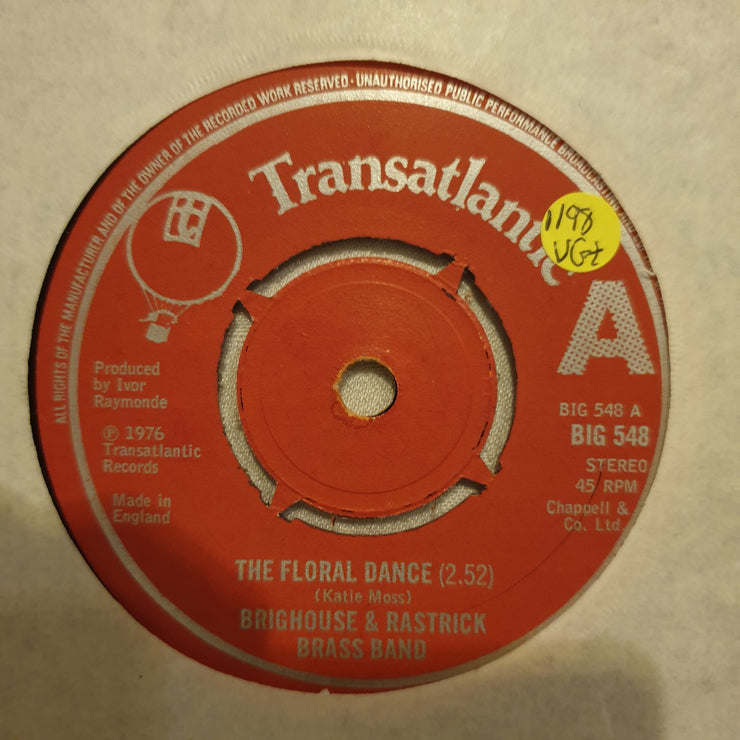 ALL RIGHTS OF THE MANUFACTURER AND OF THE OWNER OF THE RECORDED WORK RESERVED · UNAUTHORISED PUBLIC PERFORMANCE BROADCASTING
Transatlantic
1198
VG+
A
Produced
by Ivor
Raymonde
℗ 1976
Transatlantic
Records
Made in
England
BIG 548 A
BIG 548
STEREO
45 RPM
Chappell &
Co. Ltd.
THE FLORAL DANCE (2.52)
(Katie Moss)
BRIGHOUSE & RASTRICK
BRASS BAND